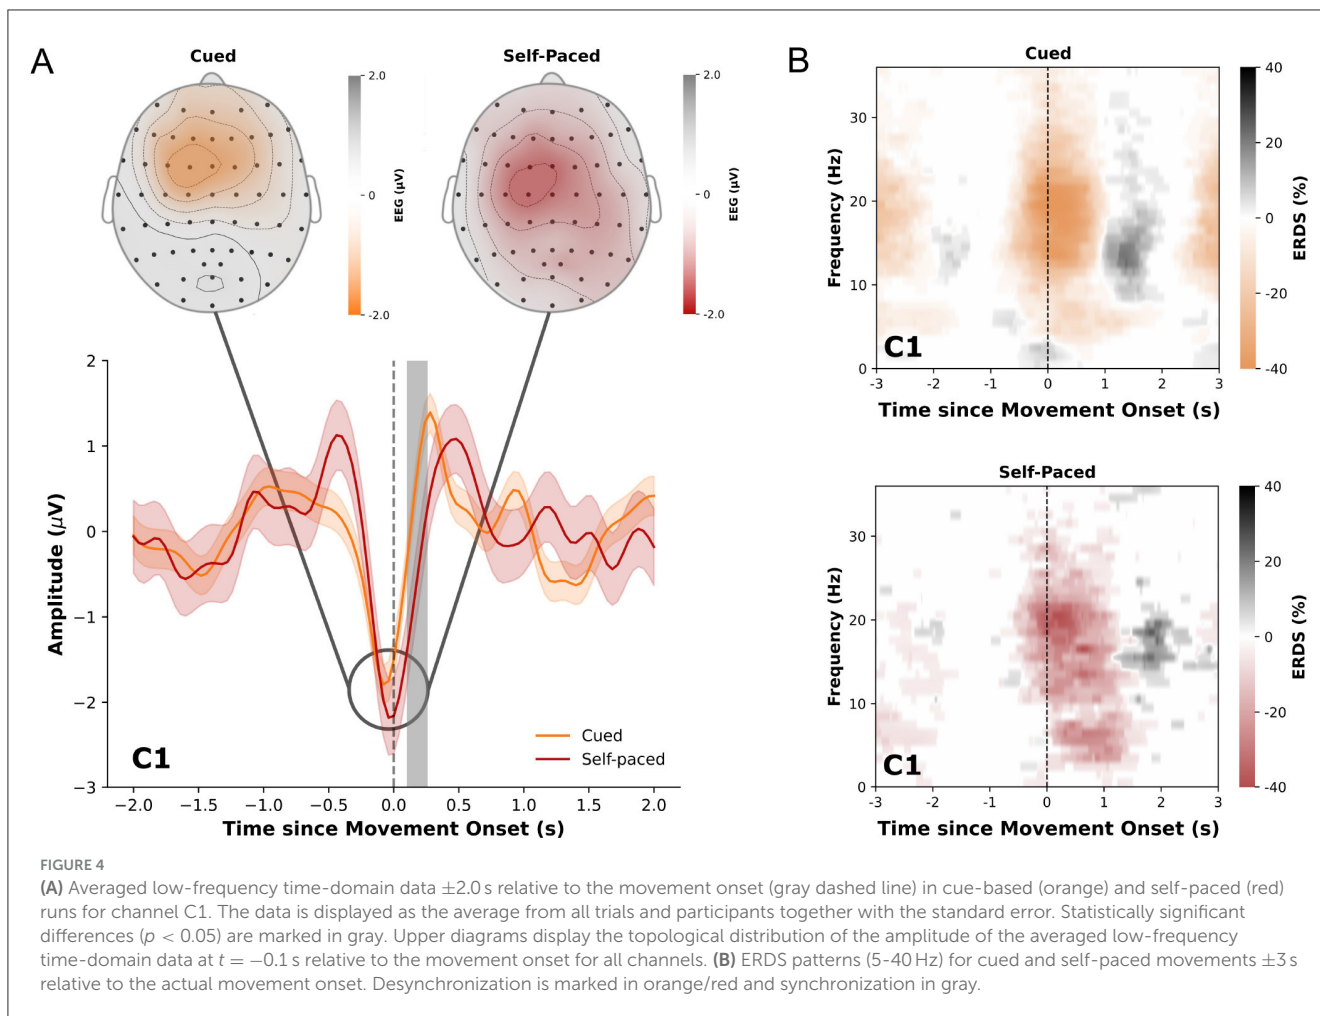 A
Cued
2.0
0
-2.0
EEG (μV)
Self-Paced
2.0
0
-2.0
EEG (μV)
2
1
0
−1
−2
−3
Amplitude (μV)
C1
Cued
Self-paced
−2.0
−1.5
−1.0
−0.5
0.0
0.5
1.0
1.5
2.0
Time since Movement Onset (s)
B
Cued
30
20
10
0
Frequency (Hz)
C1
-3
-2
-1
0
1
2
3
Time since Movement Onset (s)
40
20
0
-20
-40
ERDS (%)
Self-Paced
30
20
10
0
Frequency (Hz)
C1
-3
-2
-1
0
1
2
3
Time since Movement Onset (s)
40
20
0
-20
-40
ERDS (%)
FIGURE 4
(A) Averaged low-frequency time-domain data ±2.0 s relative to the movement onset (gray dashed line) in cue-based (orange) and self-paced (red)
runs for channel C1. The data is displayed as the average from all trials and participants together with the standard error. Statistically significant
differences (p < 0.05) are marked in gray. Upper diagrams display the topological distribution of the amplitude of the averaged low-frequency
time-domain data at t = −0.1 s relative to the movement onset for all channels. (B) ERDS patterns (5-40 Hz) for cued and self-paced movements ±3 s
relative to the actual movement onset. Desynchronization is marked in orange/red and synchronization in gray.